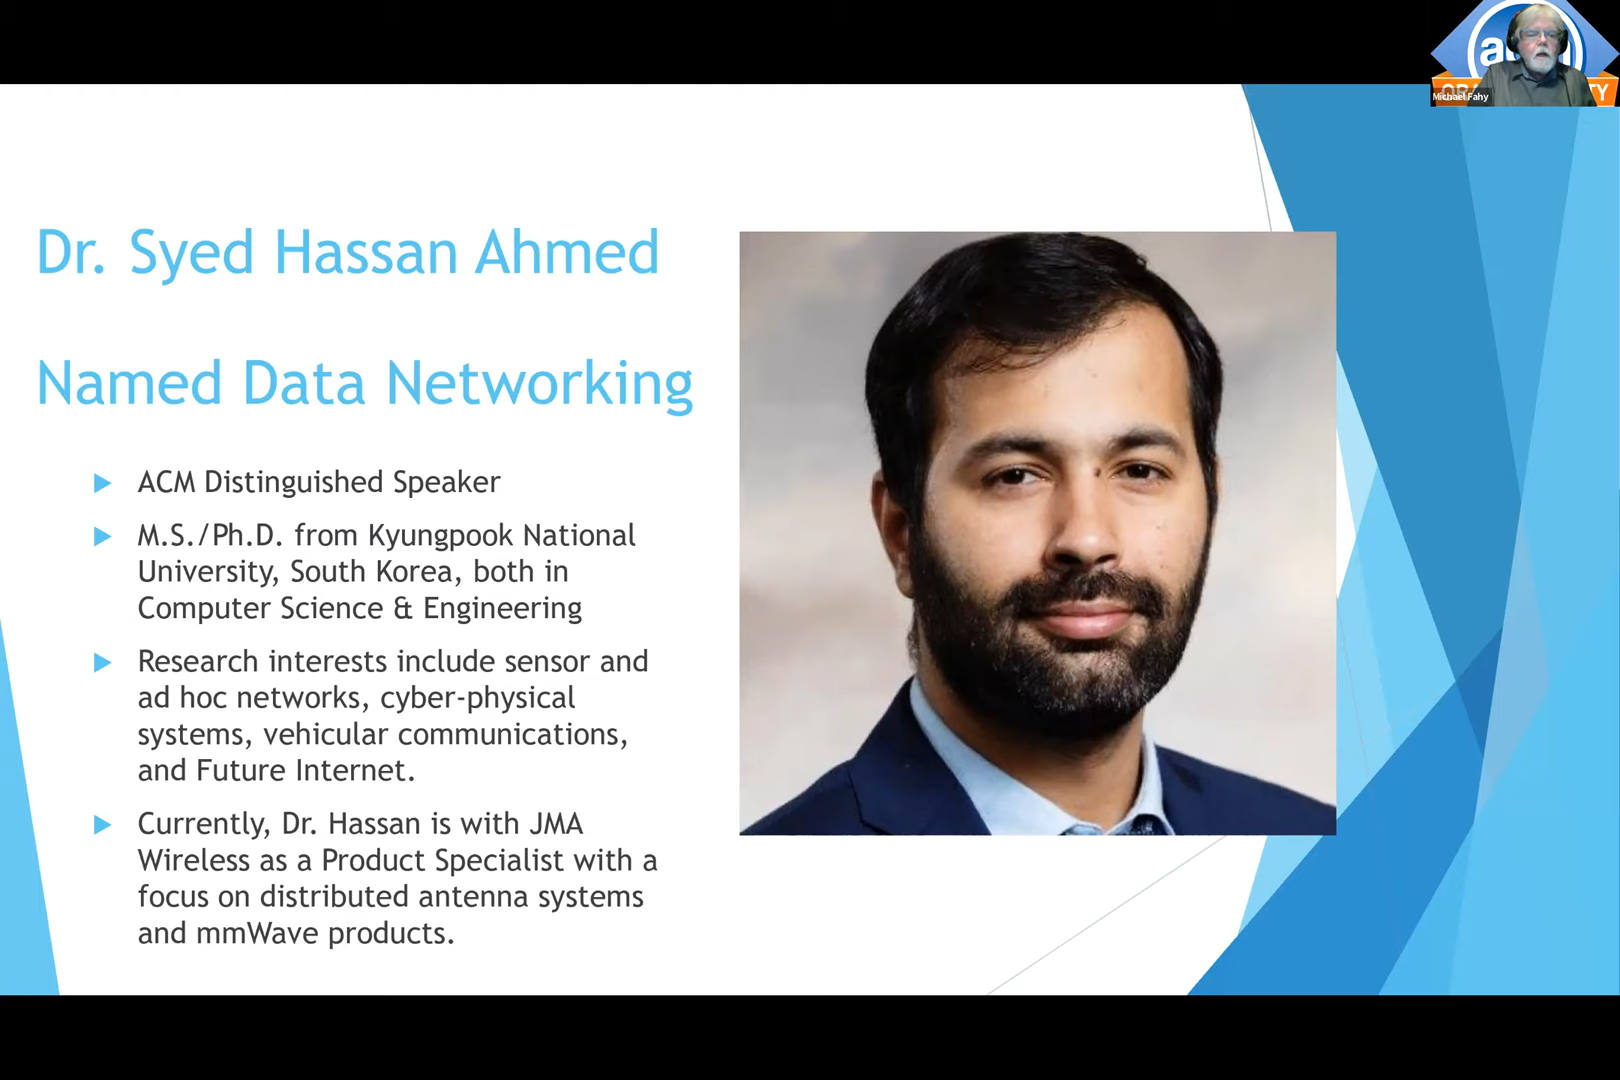 Michael Fahy
Dr. Syed Hassan Ahmed
Named Data Networking
ACM Distinguished Speaker
M.S./Ph.D. from Kyungpook National
University, South Korea, both in
Computer Science & Engineering
Research interests include sensor and
ad hoc networks, cyber-physical
systems, vehicular communications,
and Future Internet.
Currently, Dr. Hassan is with JMA
Wireless as a Product Specialist with a
focus on distributed antenna systems
and mmWave products.